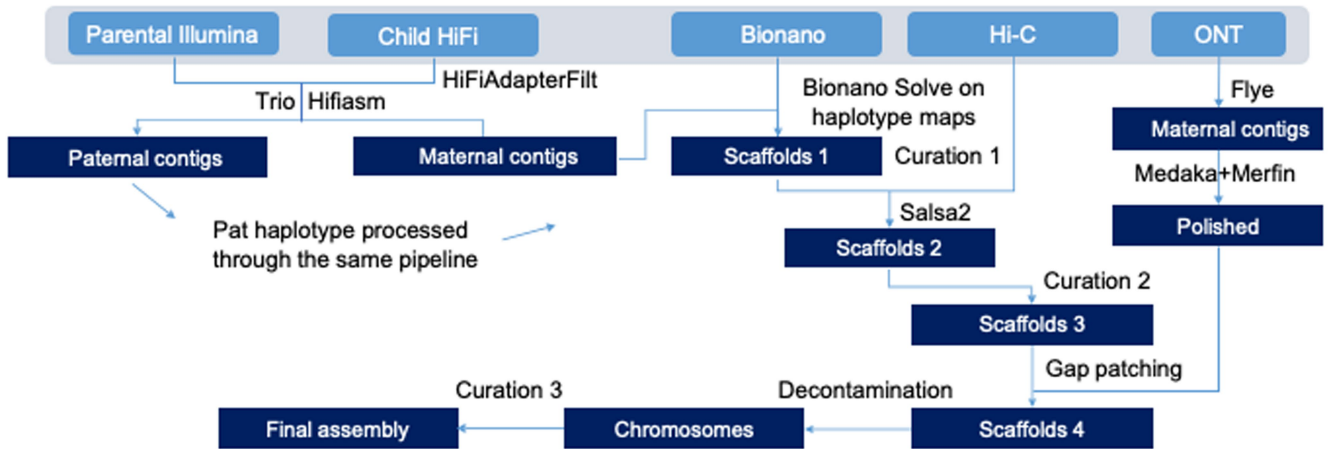 Parental Illumina
Child HiFi
Bionano
Hi-C
ONT
HiFiAdapterFilt
Trio Hifiasm
Bionano Solve on
haplotype maps
Flye
Paternal contigs
Maternal contigs
Scaffolds 1
Curation 1
Maternal contigs
Medaka+Merfin
Salsa2
Polished
Pat haplotype processed
through the same pipeline
Scaffolds 2
Curation 2
Scaffolds 3
Gap patching
Curation 3
Decontamination
Final assembly
Chromosomes
Scaffolds 4